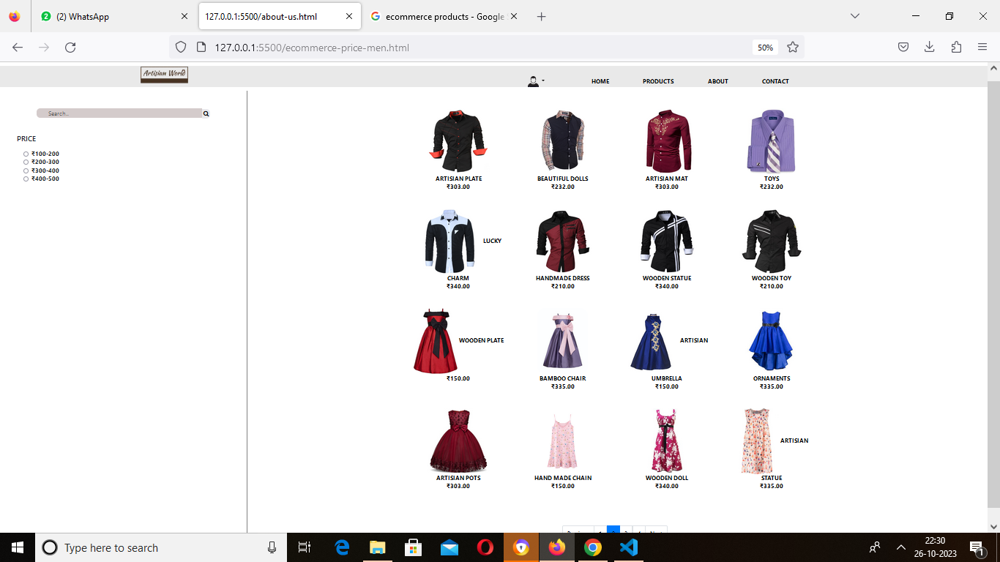 2 (2) WhatsApp
127.0.0.1:5500/about-us.html
ecommerce products - Google
127.0.0.1:5500/ecommerce-price-men.html
50%
Artisian World
HOME PRODUCTS ABOUT CONTACT
Search...
PRICE
₹100-200
₹200-300
₹300-400
₹400-500
ARTISIAN PLATE BEAUTIFUL DOLLS ARTISIAN MAT TOYS
₹303.00 ₹232.00 ₹303.00 ₹232.00
LUCKY
CHARM HANDMADE DRESS WOODEN STATUE WOODEN TOY
₹340.00 ₹210.00 ₹340.00 ₹210.00
WOODEN PLATE ARTISIAN
₹150.00 BAMBOO CHAIR UMBRELLA ORNAMENTS
₹335.00 ₹150.00 ₹335.00
ARTISIAN
ARTISIAN POTS HAND MADE CHAIN WOODEN DOLL STATUE
₹303.00 ₹150.00 ₹340.00 ₹335.00
Type here to search
22:30
26-10-2023
1